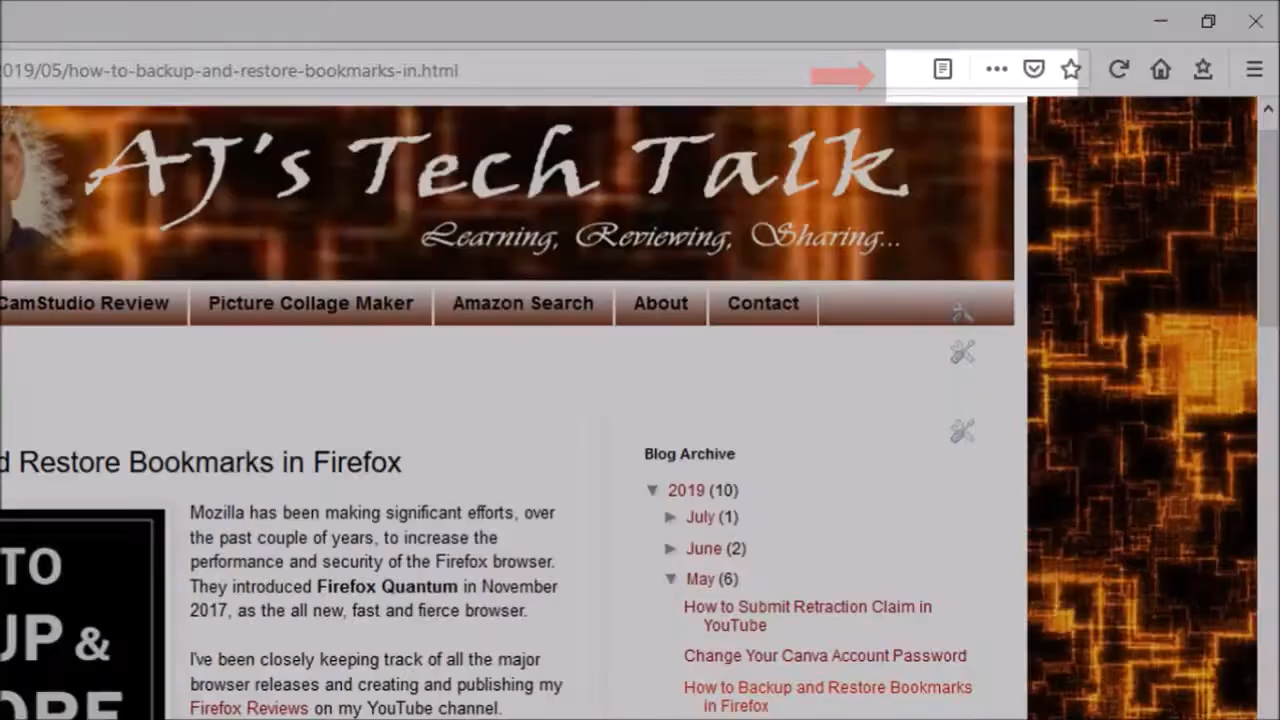 2019/05/how-to-backup-and-restore-bookmarks-in.html
AJ's Tech Talk
Learning, Reviewing, Sharing...
CamStudio Review
Picture Collage Maker
Amazon Search
About
Contact
d Restore Bookmarks in Firefox
TO
UP &
ORE
Mozilla has been making significant efforts, over
the past couple of years, to increase the
performance and security of the Firefox browser.
They introduced Firefox Quantum in November
2017, as the all new, fast and fierce browser.
I've been closely keeping track of all the major
browser releases and creating and publishing my
Firefox Reviews on my YouTube channel.
Blog Archive
▼ 2019 (10)
► July (1)
► June (2)
▼ May (6)
How to Submit Retraction Claim in
YouTube
Change Your Canva Account Password
How to Backup and Restore Bookmarks
in Firefox